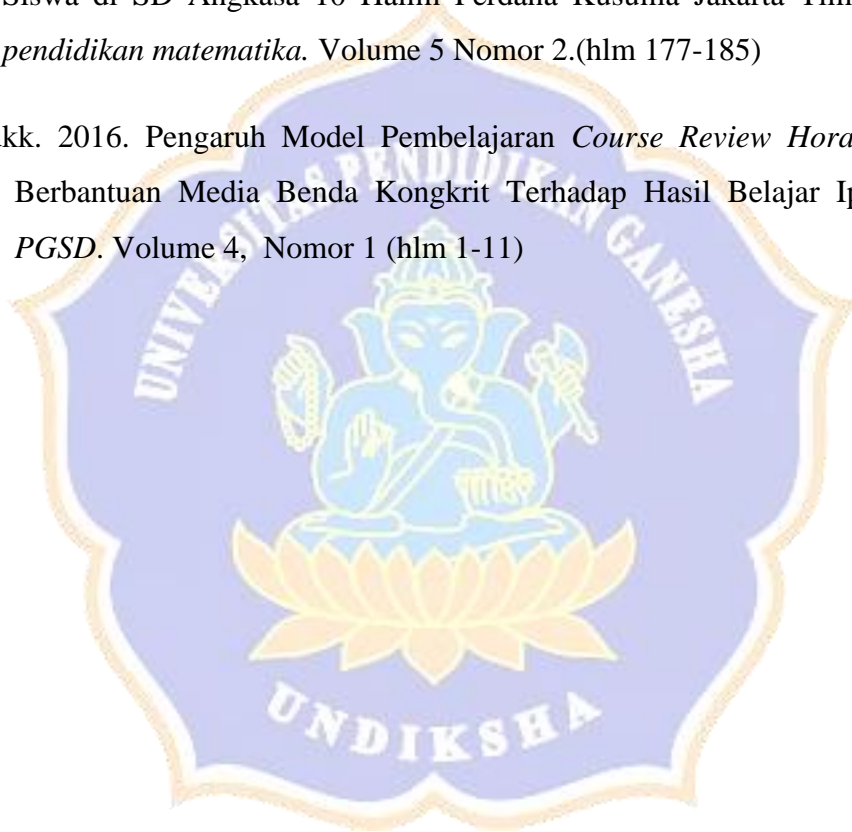 Siswa di SD Angkasa 10 Halim Perdana Kusuma Jakarta
pendidikan matematika. Volume 5 Nomor 2.(hlm 177-185)
kk. 2016. Pengaruh Model Pembelajaran Course Review
Berbantuan Media Benda Kongkrit Terhadap Hasil Belajar
PGSD. Volume 4, Nomor 1 (hlm 1-11)
UNIVERSITAS PENDIDIKAN GANESHA
UNDIKSHA